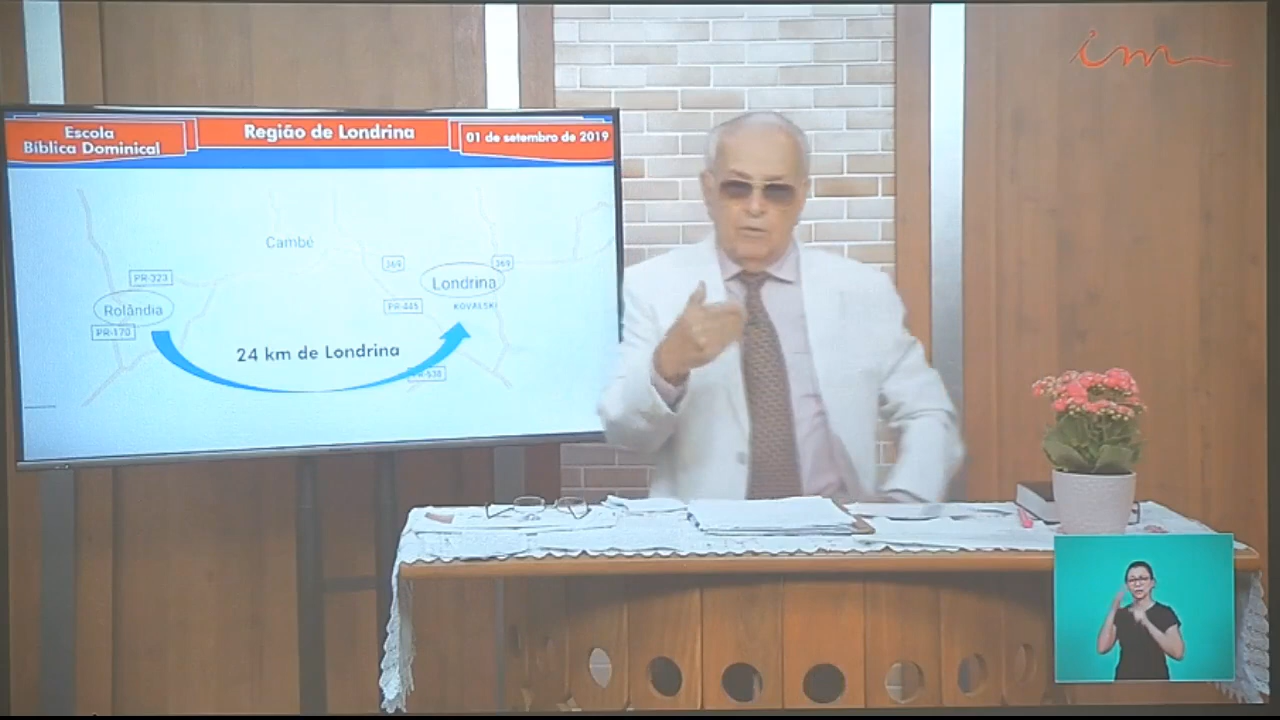 Escola
Bíblica Dominical
Região de Londrina
01 de setembro de 2019
Cambé
369
369
PR-323
Londrina
Rolândia
PR-445
KOVALSKI
PR-170
24 km de Londrina
PR-538
im